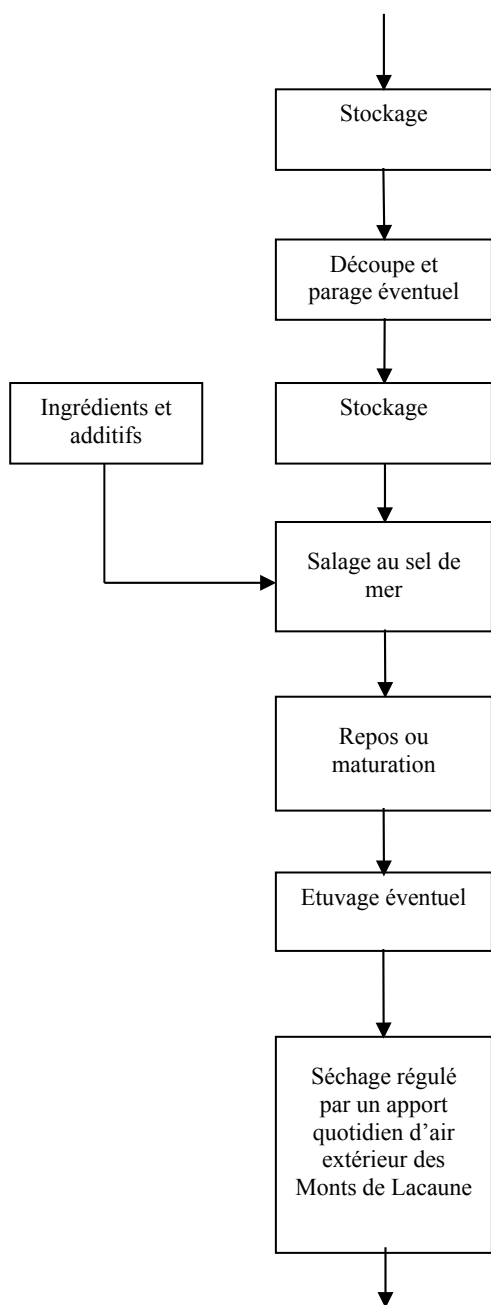 Stockage
Découpe et
parage éventuel
Ingrédients et
additifs
Stockage
Salage au sel de
mer
Repos ou
maturation
Etuvage éventuel
Séchage régulé
par un apport
quotidien d’air
extérieur des
Monts de Lacaune